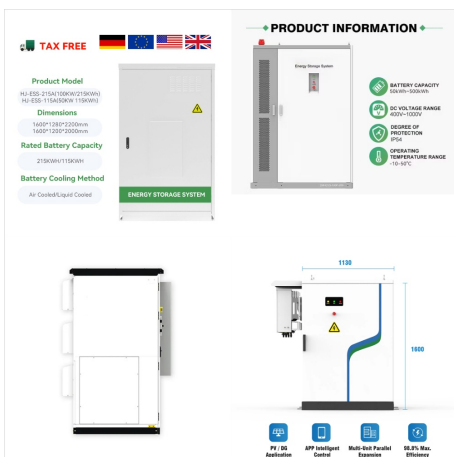 TAX FREE
Product Model
HJ-ESS-215A(100KW/215KWh)
HJ-ESS-115A(50KW 115KWh)
Dimensions
1600*1280*2200mm
1600*1200*2000mm
Rated Battery Capacity
215KWH/115KWH
Battery Cooling Method
Air Cooled/Liquid Cooled
ENERGY STORAGE SYSTEM
PRODUCT INFORMATION
Energy Storage System
BATTERY CAPACITY
50kWh~500kWh
DC VOLTAGE RANGE
400V~1000V
DEGREE OF
PROTECTION
IP54
OPERATING
TEMPERATURE RANGE
-10~50°C
1130
1600
PV / DG
Application
APP Intelligent
Control
Multi-Unit Parallel
Expansion
98.8% Max.
Efficiency